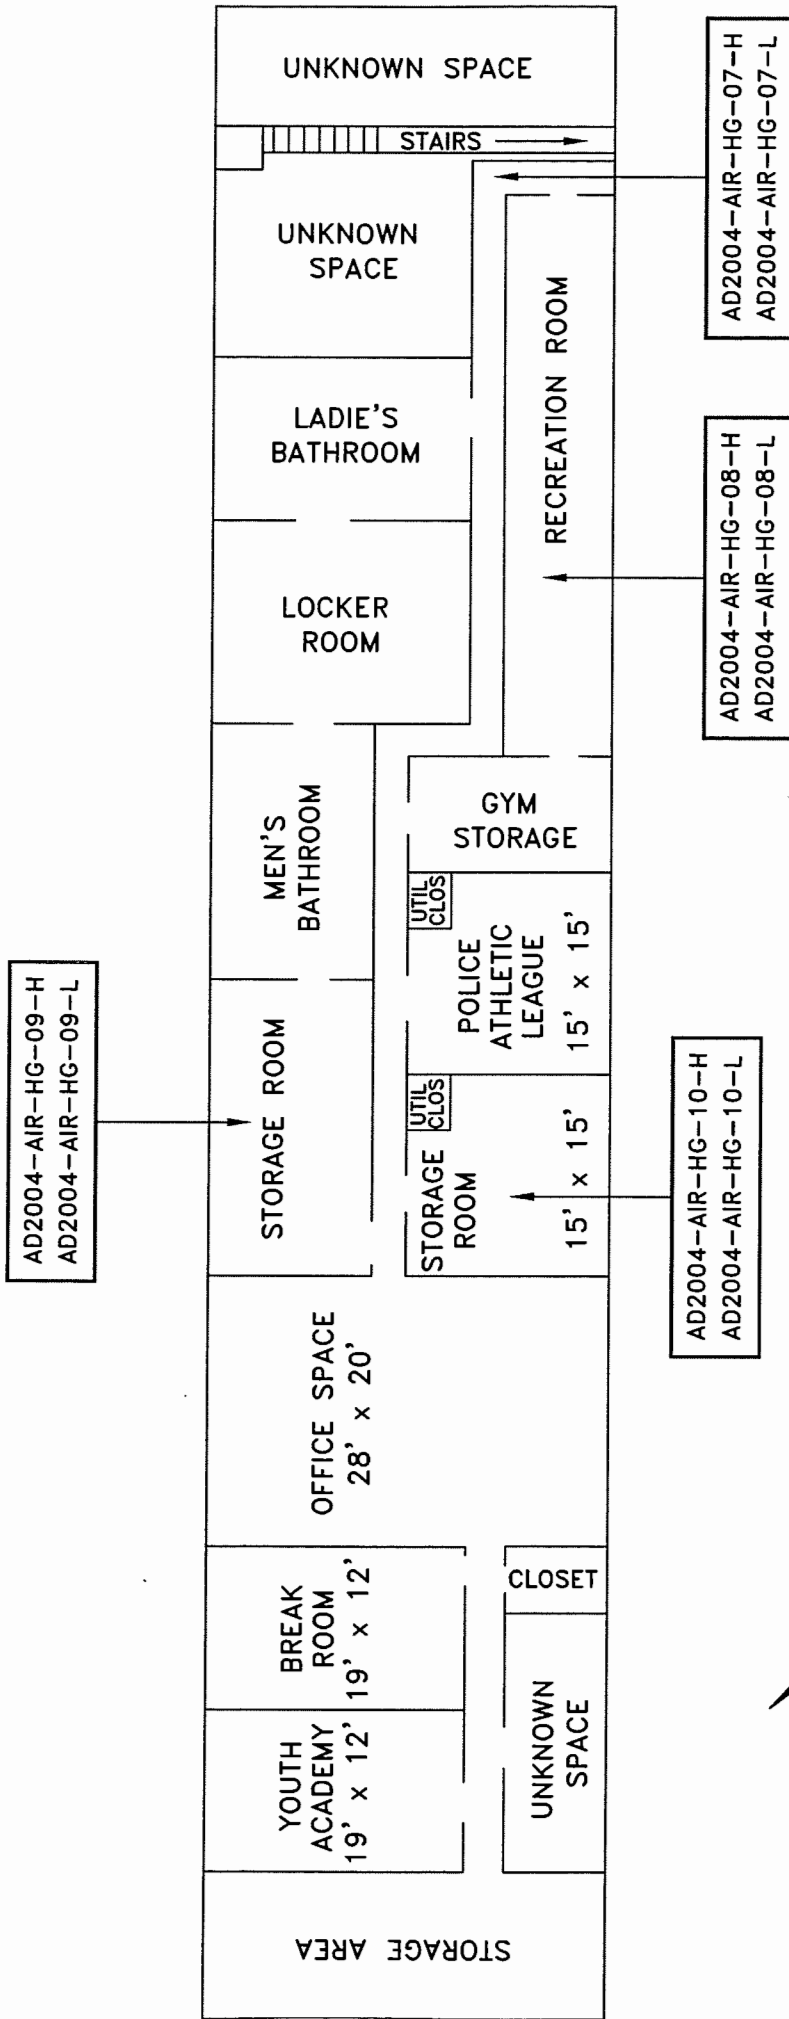 UNKNOWN SPACE
STAIRS
AD2004-AIR-HG-07-H
AD2004-AIR-HG-07-L
UNKNOWN
SPACE
RECREATION ROOM
LADIE'S
BATHROOM
AD2004-AIR-HG-08-H
AD2004-AIR-HG-08-L
LOCKER
ROOM
MEN'S
BATHROOM
GYM
STORAGE
UTIL
CLOS
POLICE
ATHLETIC
LEAGUE
15' x 15'
AD2004-AIR-HG-09-H
AD2004-AIR-HG-09-L
STORAGE ROOM
UTIL
CLOS
STORAGE
ROOM
15' x 15'
AD2004-AIR-HG-10-H
AD2004-AIR-HG-10-L
OFFICE SPACE
28' x 20'
BREAK
ROOM
19' x 12'
CLOSET
YOUTH
ACADEMY
19' x 12'
UNKNOWN
SPACE
STORAGE AREA